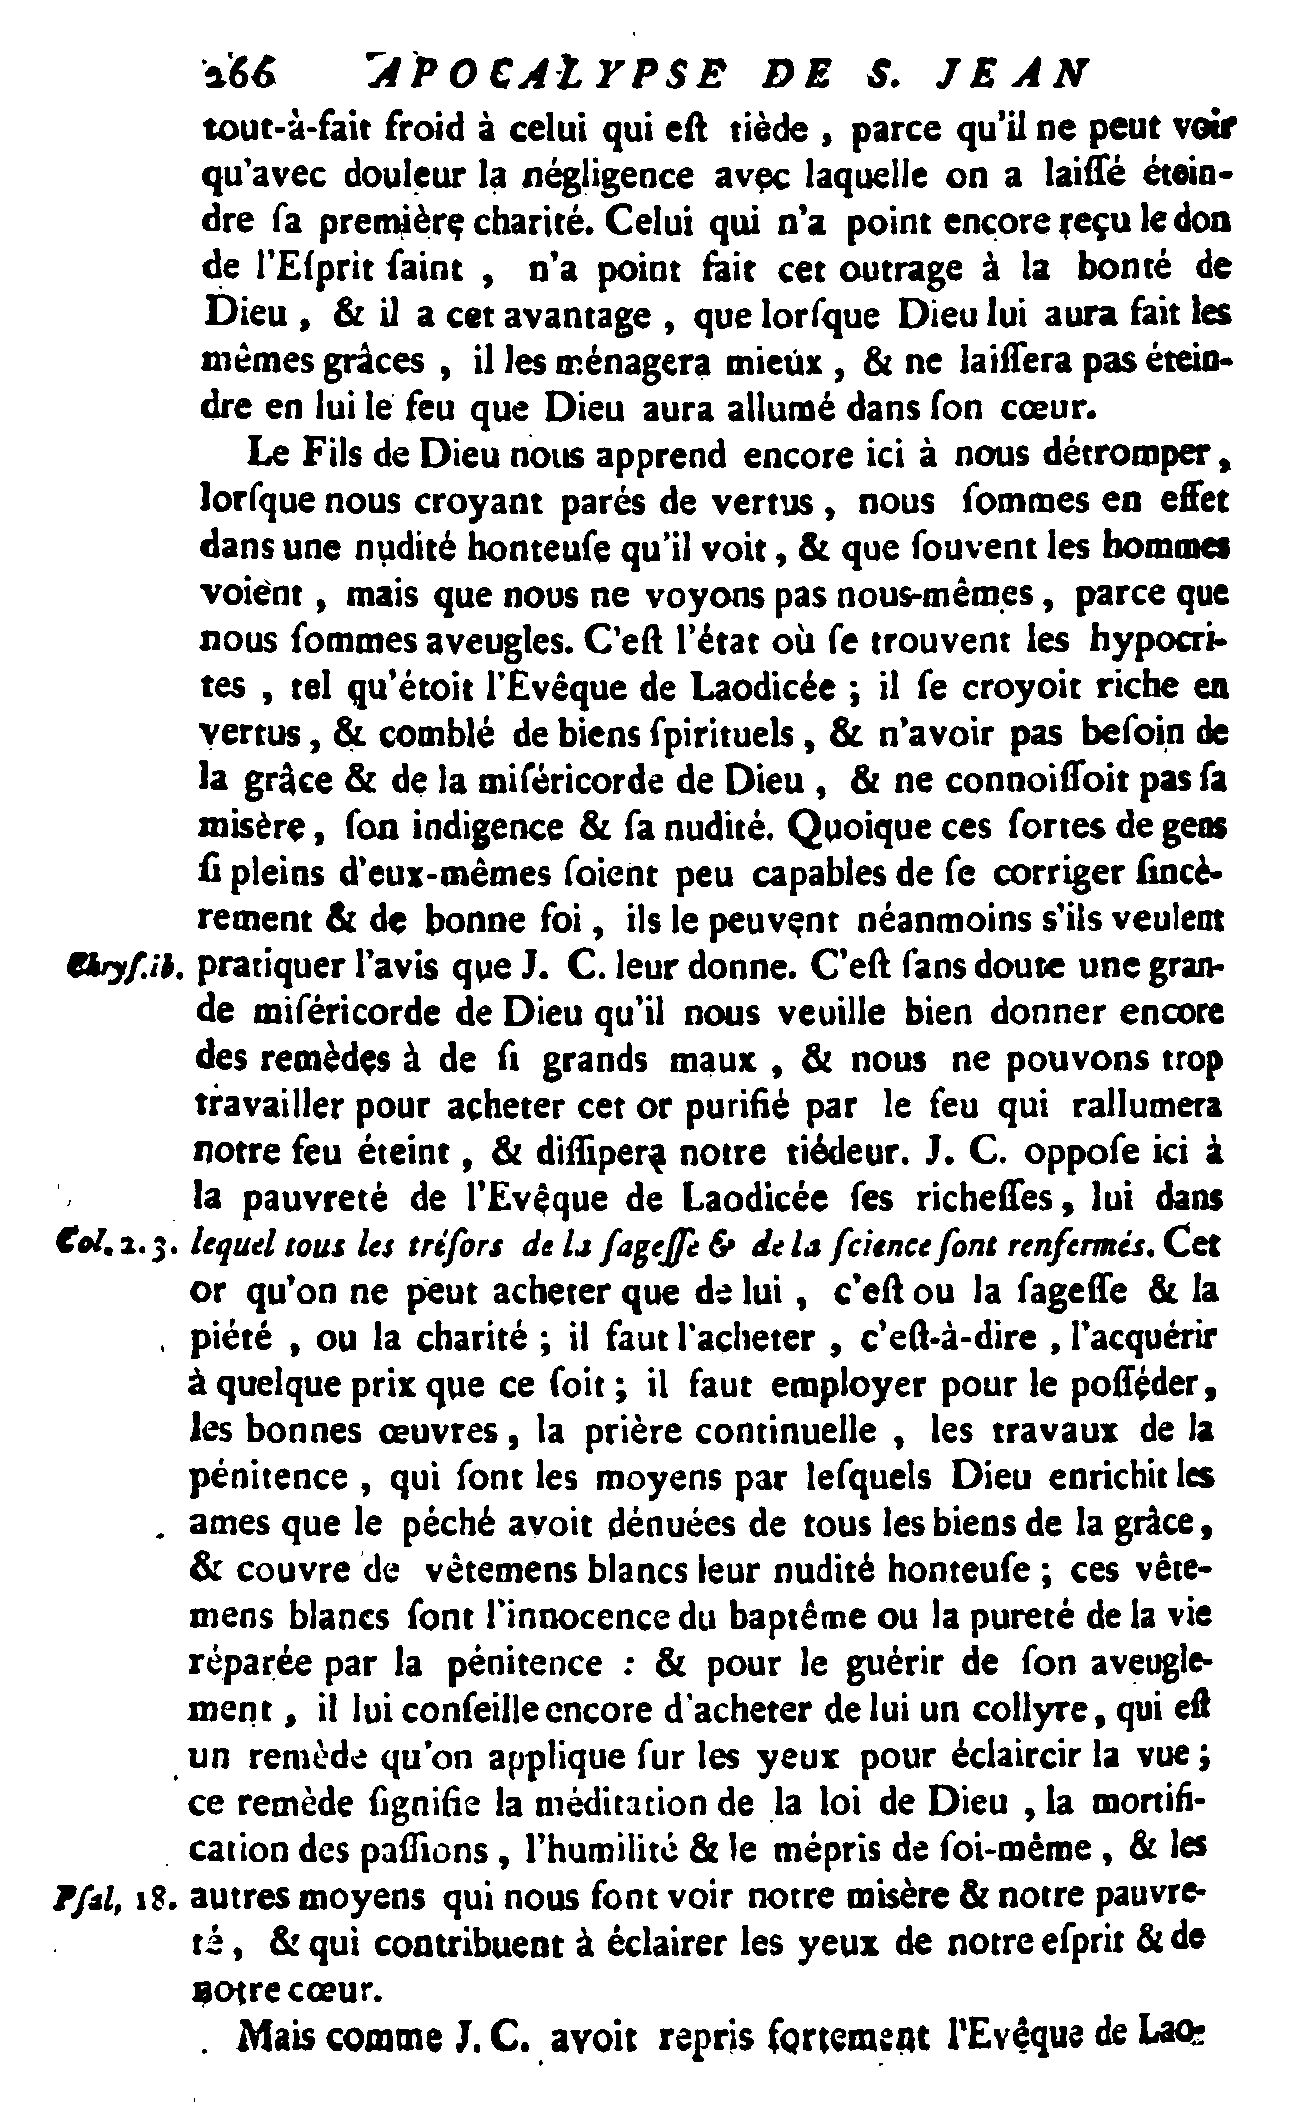 266 APOCALYPSE DE S. JEAN
tout-à-fait froid à celui qui eſt tiède, parce qu'il ne peut voir
qu'avec douleur la négligence avec laquelle on a laiſſé étein-
dre ſa première charité. Celui qui n'a point encore reçu le don
de l'Eſprit ſaint, n'a point fait cet outrage à la bonté de
Dieu, & il a cet avantage, que lorſque Dieu lui aura fait les
mêmes grâces, il les ménagera mieux, & ne laiſſera pas étein-
dre en lui le feu que Dieu aura allumé dans ſon cœur.
Le Fils de Dieu nous apprend encore ici à nous détromper,
lorſque nous croyant parés de vertus, nous ſommes en effet
dans une nudité honteuſe qu'il voit, & que ſouvent les hommes
voient, mais que nous ne voyons pas nous-mêmes, parce que
nous ſommes aveugles. C'eſt l'état où ſe trouvent les hypocri-
tes, tel qu'étoit l'Evêque de Laodicée; il ſe croyoit riche en
vertus, & comblé de biens ſpirituels, & n'avoir pas beſoin de
la grâce & de la miſéricorde de Dieu, & ne connoiſſoit pas ſa
misère, ſon indigence & ſa nudité. Quoique ces ſortes de gens
ſi pleins d'eux-mêmes ſoient peu capables de ſe corriger ſincè-
rement & de bonne foi, ils le peuvent néanmoins s'ils veulent
Chryſ. ib. pratiquer l'avis que J. C. leur donne. C'eſt ſans doute une gran-
de miſéricorde de Dieu qu'il nous veuille bien donner encore
des remèdes à de ſi grands maux, & nous ne pouvons trop
travailler pour acheter cet or purifié par le feu qui rallumera
notre feu éteint, & diſſipera notre tiédeur. J. C. oppoſe ici à
la pauvreté de l'Evêque de Laodicée ſes richeſſes, lui dans
Col. 2. 3. lequel tous les tréſors de la ſageſſe & de la ſcience ſont renfermés. Cet
or qu'on ne peut acheter que de lui, c'eſt ou la ſageſſe & la
piété, ou la charité; il faut l'acheter, c'eſt-à-dire, l'acquérir
à quelque prix que ce ſoit; il faut employer pour le poſſéder,
les bonnes œuvres, la prière continuelle, les travaux de la
pénitence, qui ſont les moyens par leſquels Dieu enrichit les
ames que le péché avoit dénuées de tous les biens de la grâce,
& couvre de vêtemens blancs leur nudité honteuſe; ces vête-
mens blancs ſont l'innocence du baptême ou la pureté de la vie
réparée par la pénitence : & pour le guérir de ſon aveugle-
ment, il lui conſeille encore d'acheter de lui un collyre, qui eſt
un remède qu'on applique ſur les yeux pour éclaircir la vue;
ce remède ſignifie la méditation de la loi de Dieu, la mortifi-
cation des paſſions, l'humilité & le mépris de ſoi-même, & les
Pſal, 18. autres moyens qui nous font voir notre misère & notre pauvre-
té, & qui contribuent à éclairer les yeux de notre eſprit & de
notre cœur.
Mais comme J. C. avoit repris fortement l'Evêque de Lao-